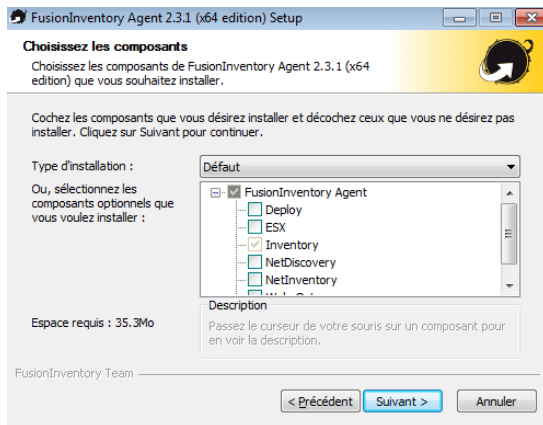 FusionInventory Agent 2.3.1 (x64 edition) Setup
Choisissez les composants
Choisissez les composants de FusionInventory Agent 2.3.1 (x64
edition) que vous souhaitez installer.
Cochez les composants que vous désirez installer et décochez ceux que vous ne désirez pas
installer. Cliquez sur Suivant pour continuer.
Type d'installation :
Défaut
Ou, sélectionnez les
composants optionnels que
vous voulez installer :
FusionInventory Agent
Deploy
ESX
Inventory
NetDiscovery
NetInventory
Espace requis : 35.3Mo
Description
Passez le curseur de votre souris sur un composant pour
en voir la description.
FusionInventory Team
< Précédent
Suivant >
Annuler